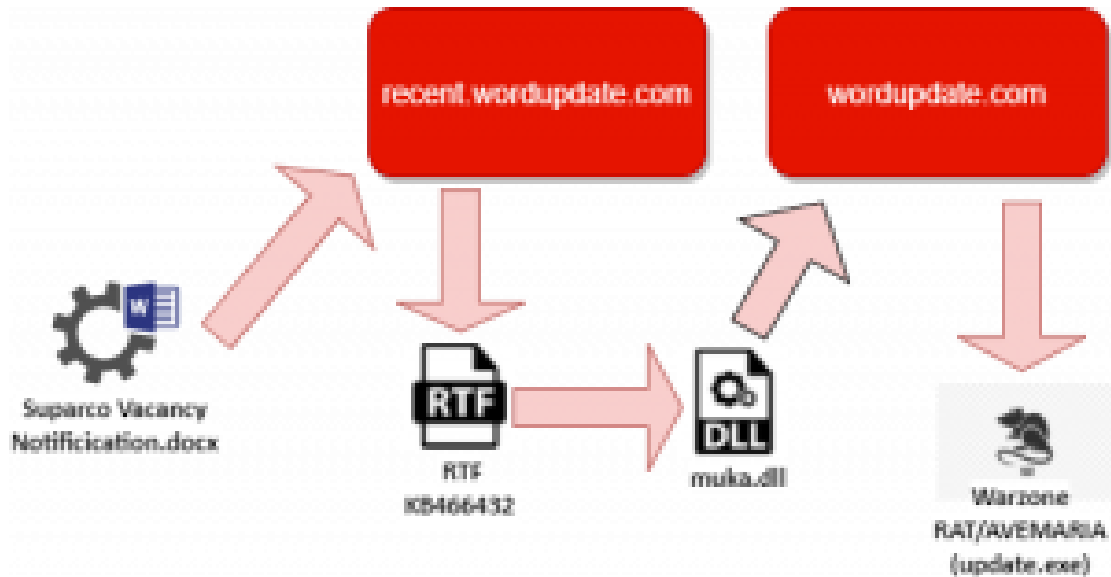 recent.wordupdate.com
wordupdate.com
W
Suparco Vacancy
Notificication.docx
RTF
RTF
KB466432
DLL
muka.dll
Warzone
RAT/AVEMARIA
(update.exe)